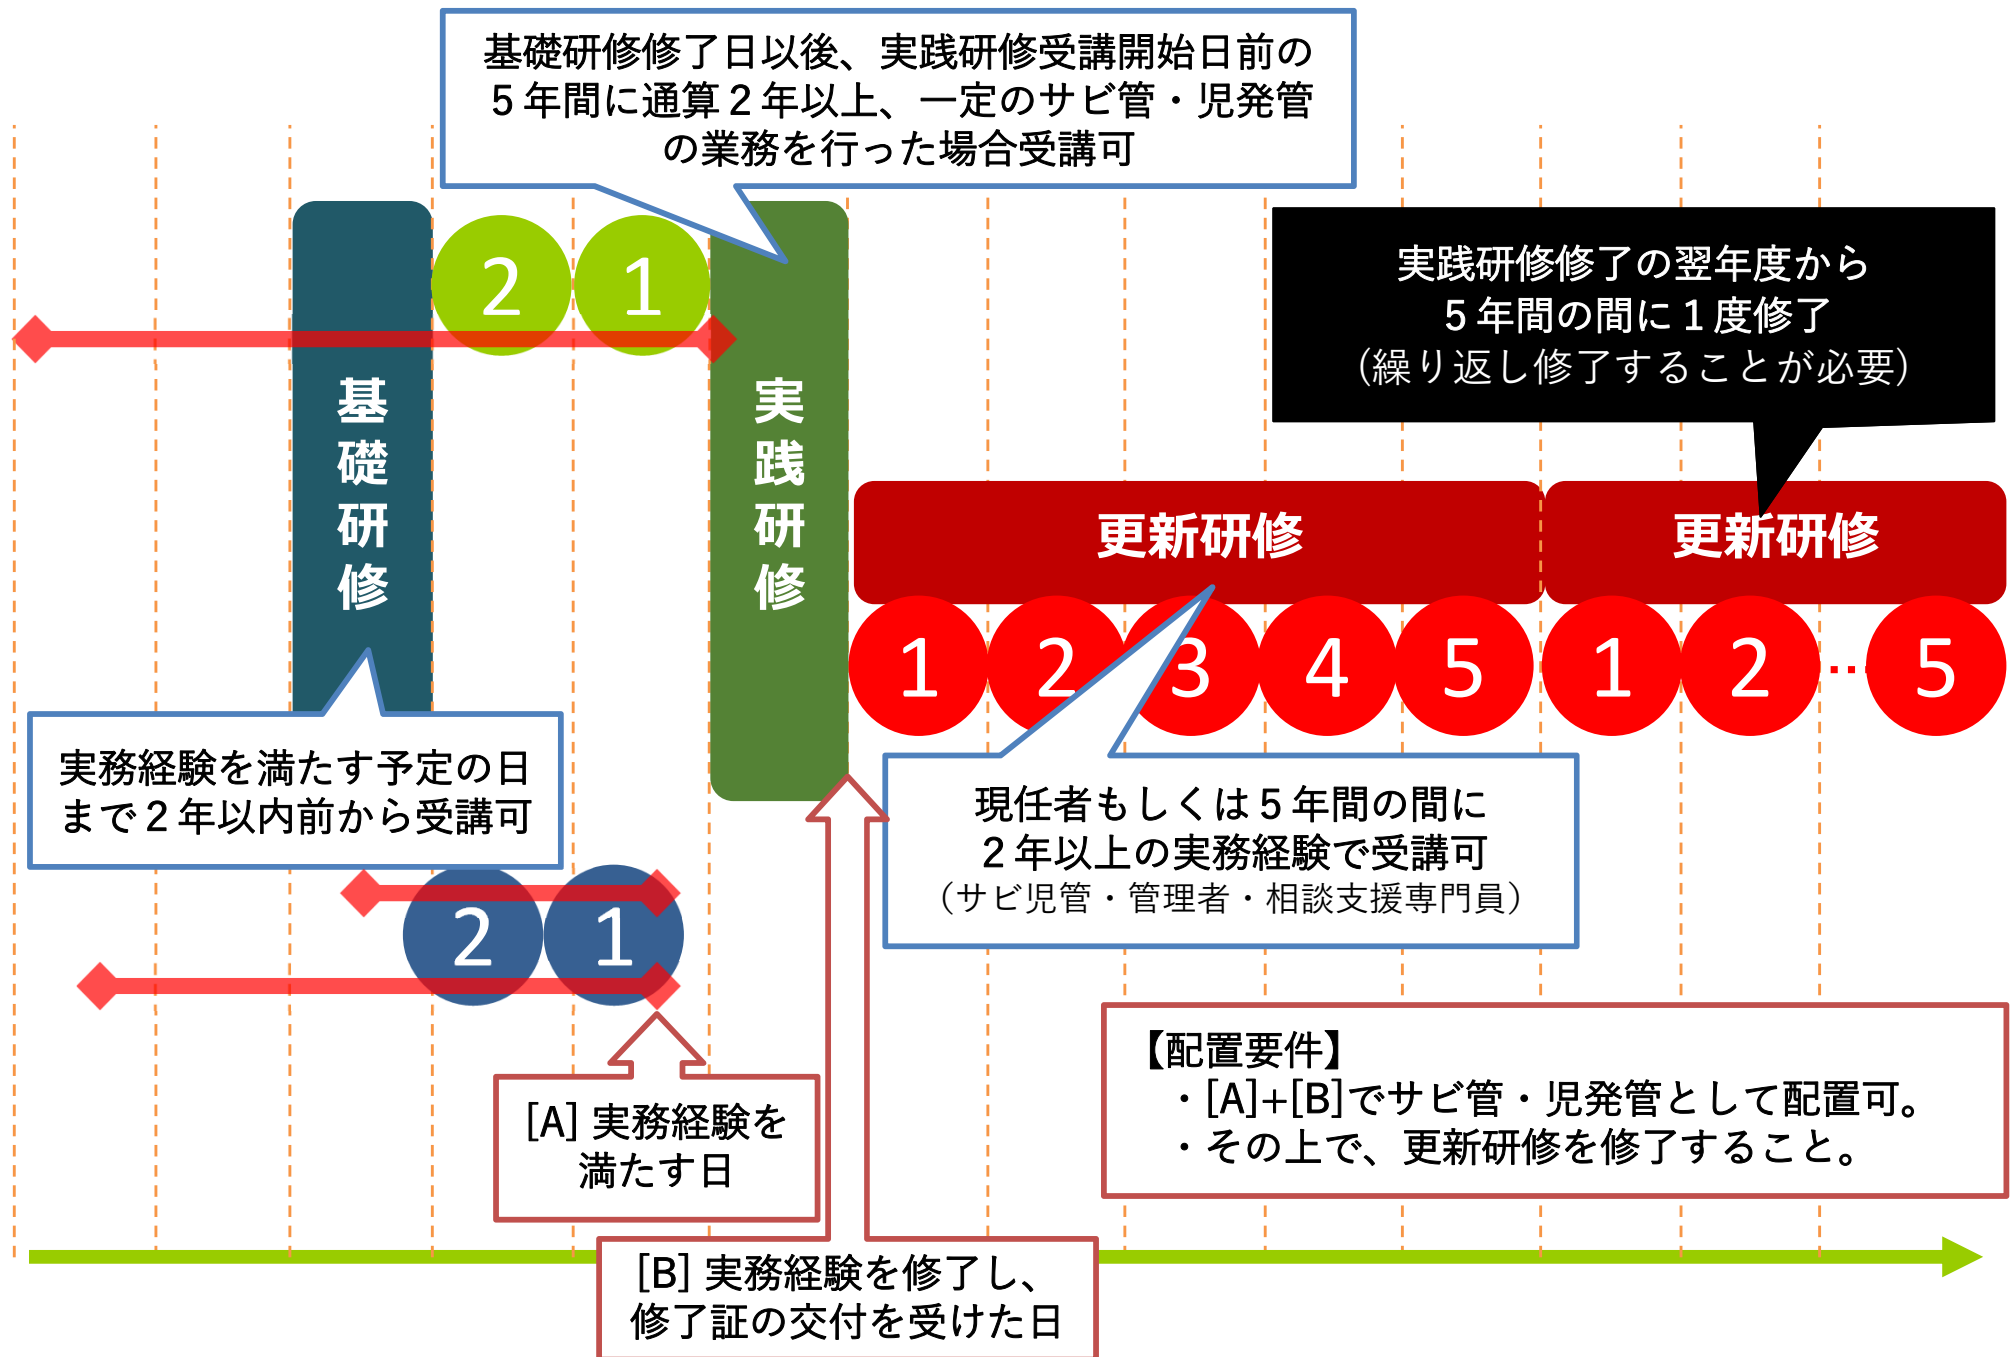 基礎研修修了日以後、実践研修受講開始日前の
５年間に通算２年以上、一定のサビ管・児発管
の業務を行った場合受講可
2
1
実践研修修了の翌年度から
５年間の間に１度修了
（繰り返し修了することが必要）
基礎研修
実践研修
更新研修
更新研修
1
2
3
4
5
1
2
…
5
実務経験を満たす予定の日
まで２年以内前から受講可
現任者もしくは５年間の間に
２年以上の実務経験で受講可
（サビ児管・管理者・相談支援専門員）
2
1
【配置要件】
・[A]+[B]でサビ管・児発管として配置可。
・その上で、更新研修を修了すること。
[A] 実務経験を
満たす日
[B] 実務経験を修了し、
修了証の交付を受けた日